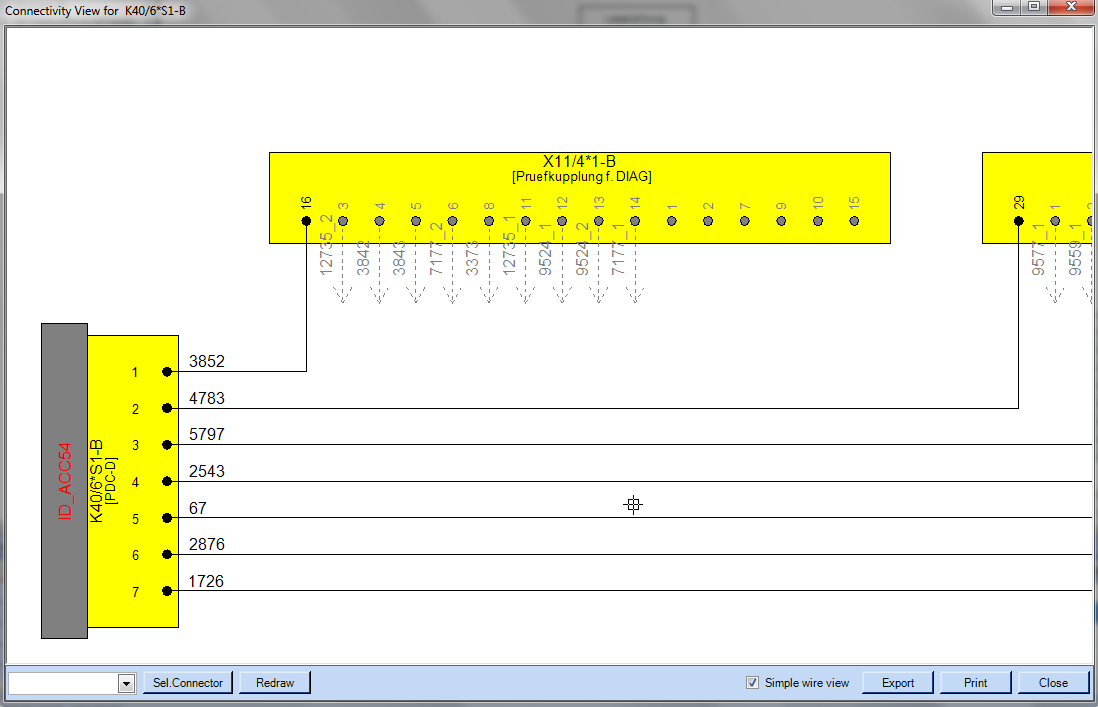 Connectivity View for K40/6*S1-B
X11/4*1-B
[Pruefkupplung f. DIAG]
16 3 4 5 6 8 11 12 13 14 1 2 7 9 10 15
29 1
12735_2 3842 3843 7177_2 3373 12735_1 9524_1 9524_2 7177_1
9577_1 9559_1
ID_ACC54
K40/6*S1-B
[PDC-D]
1 3852
2 4783
3 5797
4 2543
5 67
6 2876
7 1726
Sel.Connector Redraw Simple wire view Export Print Close